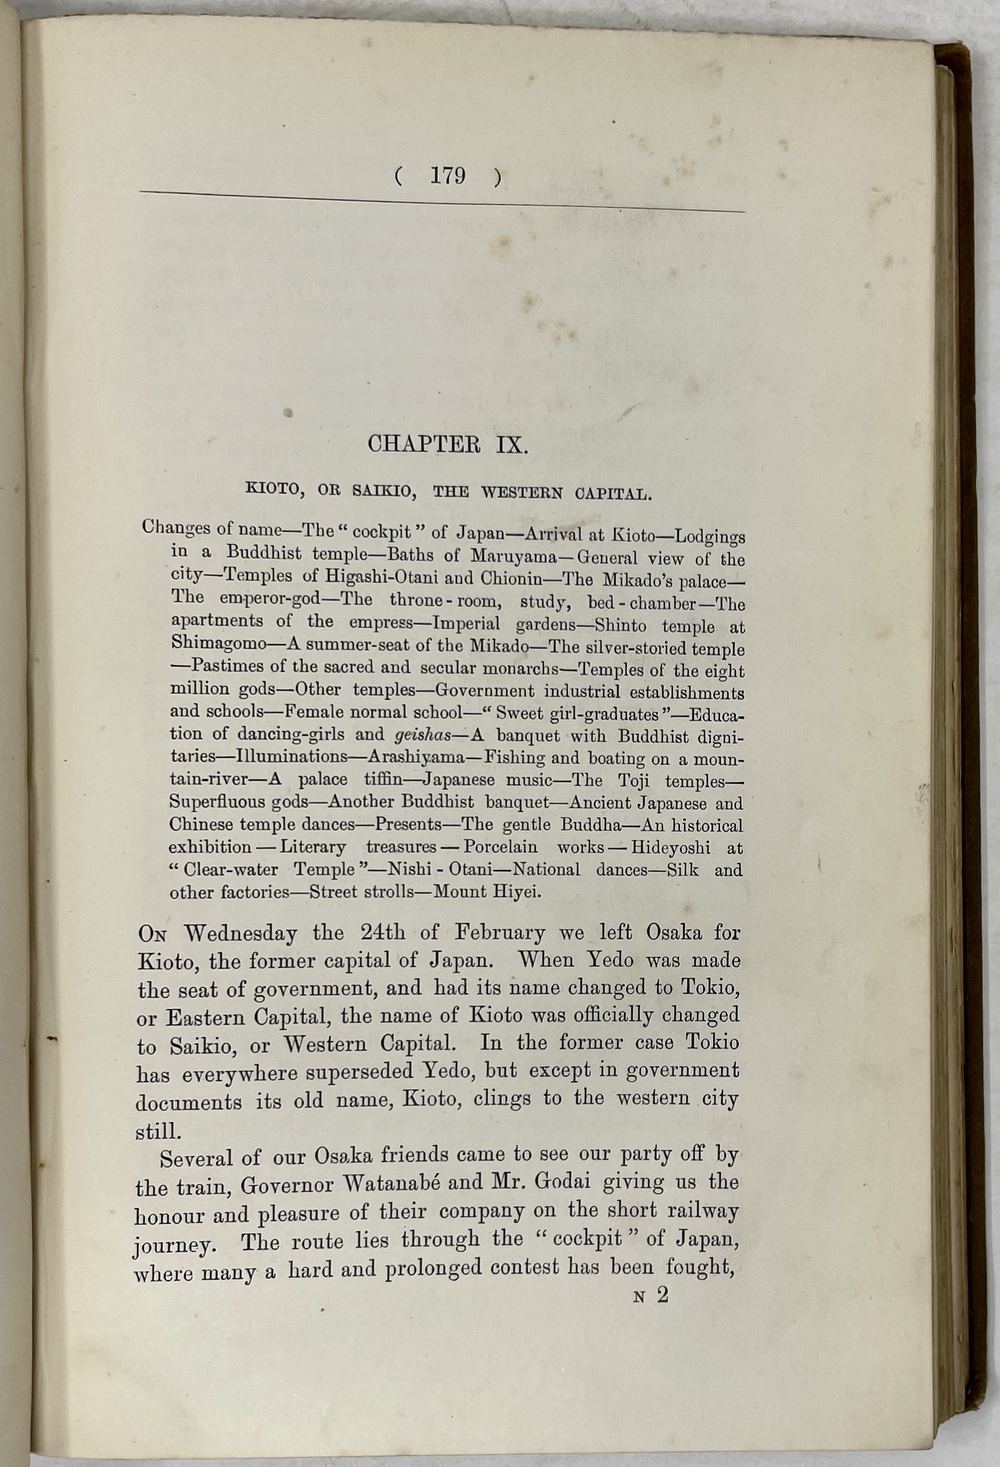 ( 179 )
CHAPTER IX.
KIOTO, OR SAIKIO, THE WESTERN CAPITAL.
Changes of name—The “ cockpit ” of Japan—Arrival at Kioto—Lodgings
in a Buddhist temple—Baths of Maruyama—General view of the
city—Temples of Higashi-Otani and Chionin—The Mikado’s palace—
The emperor-god—The throne-room, study, bed-chamber—The
apartments of the empress—Imperial gardens—Shinto temple at
Shimagomo—A summer-seat of the Mikado—The silver-storied temple
—Pastimes of the sacred and secular monarchs—Temples of the eight
million gods—Other temples—Government industrial establishments
and schools—Female normal school—“ Sweet girl-graduates ”—Educa-
tion of dancing-girls and geishas—A banquet with Buddhist digni-
taries—Illuminations—Arashiyama—Fishing and boating on a moun-
tain-river—A palace tiffin—Japanese music—The Toji temples—
Superfluous gods—Another Buddhist banquet—Ancient Japanese and
Chinese temple dances—Presents—The gentle Buddha—An historical
exhibition—Literary treasures—Porcelain works—Hideyoshi at
“ Clear-water Temple ”—Nishi-Otani—National dances—Silk and
other factories—Street strolls—Mount Hiyei.
ON Wednesday the 24th of February we left Osaka for
Kioto, the former capital of Japan. When Yedo was made
the seat of government, and had its name changed to Tokio,
or Eastern Capital, the name of Kioto was officially changed
to Saikio, or Western Capital. In the former case Tokio
has everywhere superseded Yedo, but except in government
documents its old name, Kioto, clings to the western city
still.
Several of our Osaka friends came to see our party off by
the train, Governor Watanabé and Mr. Godai giving us the
honour and pleasure of their company on the short railway
journey. The route lies through the “ cockpit ” of Japan,
where many a hard and prolonged contest has been fought,
N 2